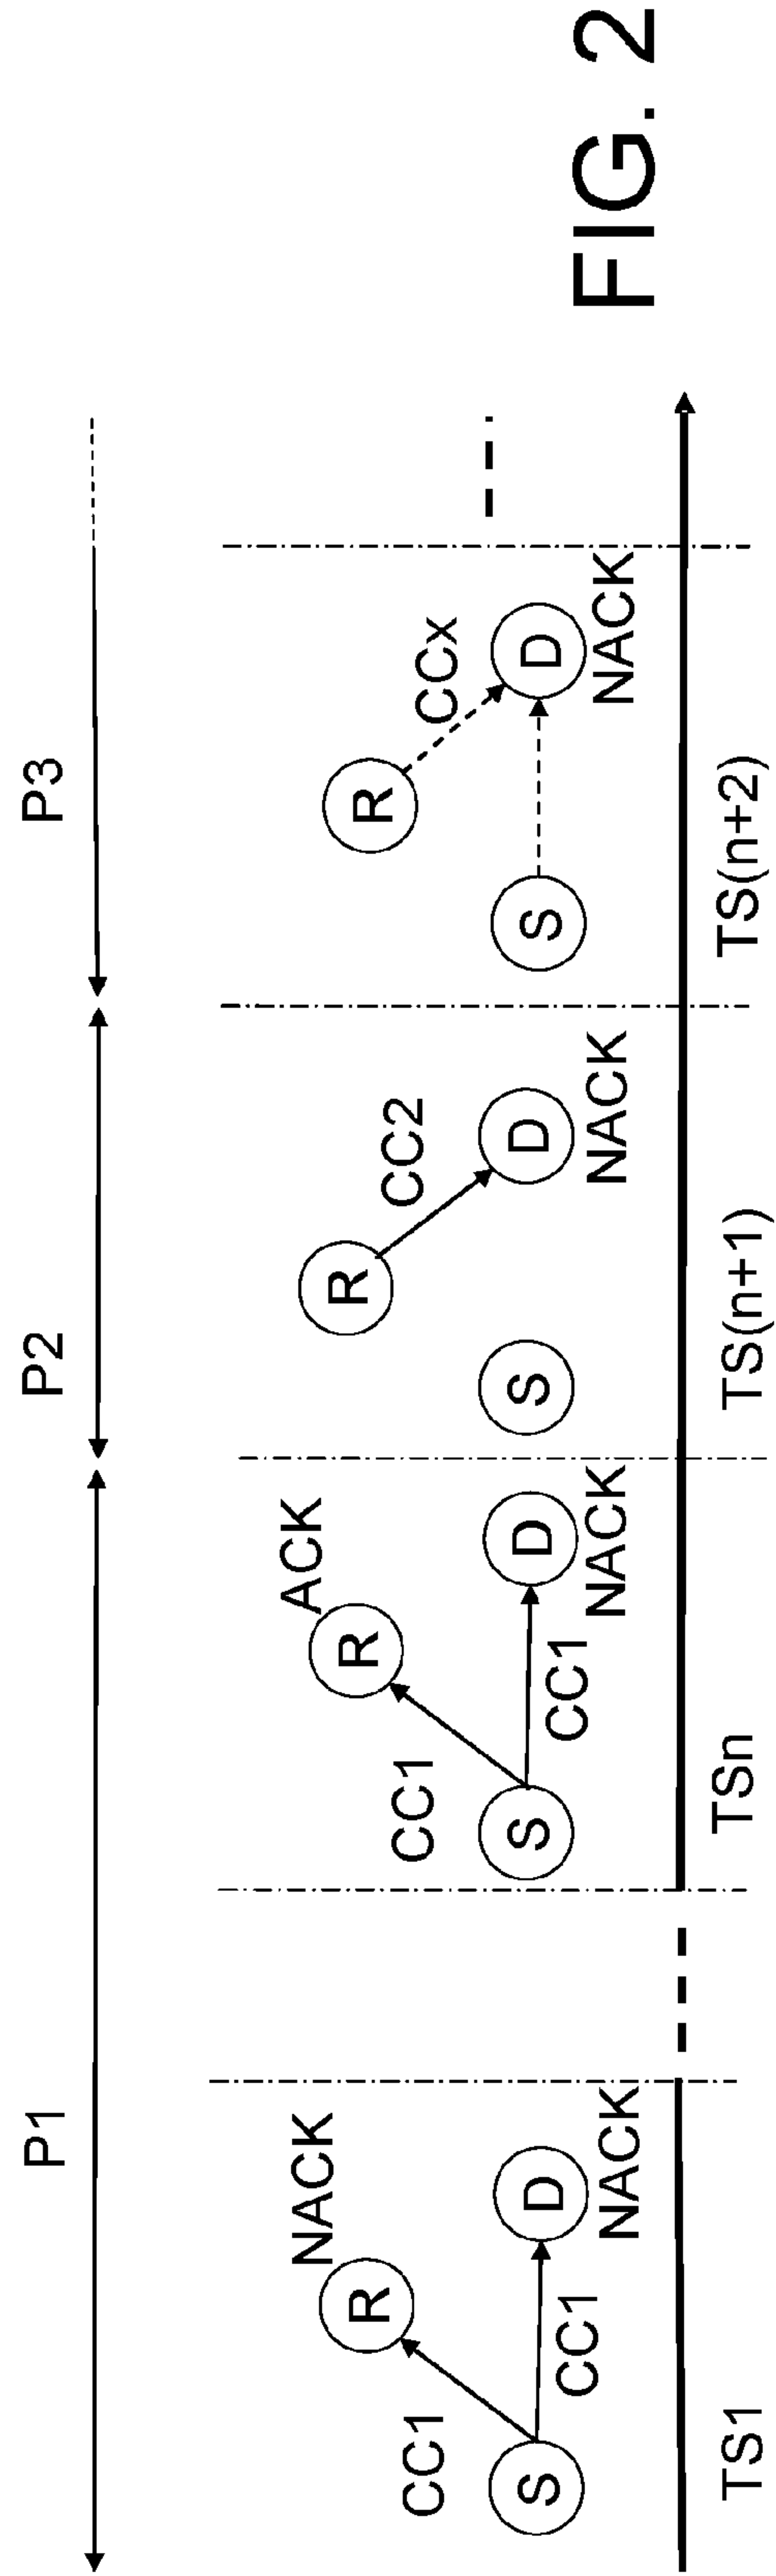 P1
P2
P3
NACK
ACK
R
R
R
R
CC1
CC1
CC2
CCx
S
D
S
D
S
D
S
D
CC1
CC1
NACK
NACK
NACK
NACK
TS1
TSn
TS(n+1)
TS(n+2)
FIG. 2